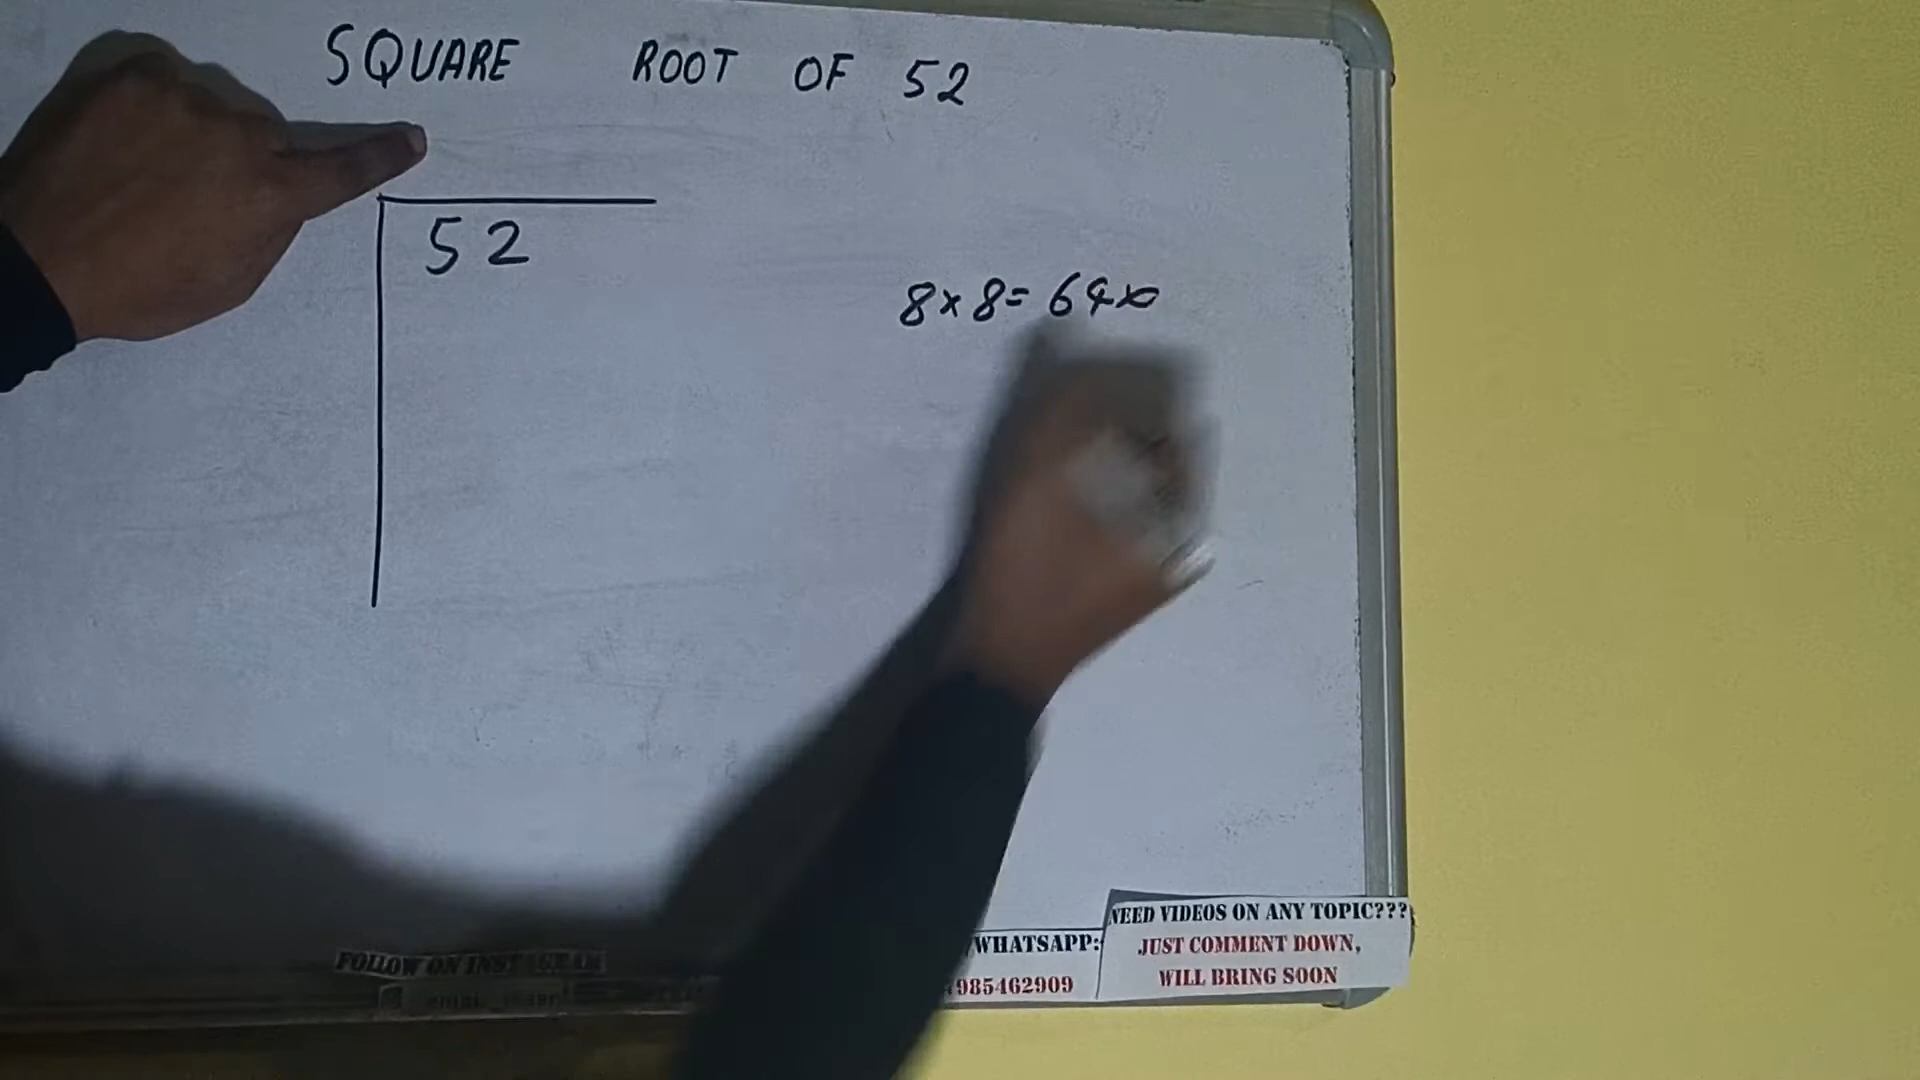 SQUARE ROOT OF 52
52
8×8=64×
NEED VIDEOS ON ANY TOPIC???
JUST COMMENT DOWN,
WILL BRING SOON
WHATSAPP:
985462909
FOLLOW ON INSTAGRAM